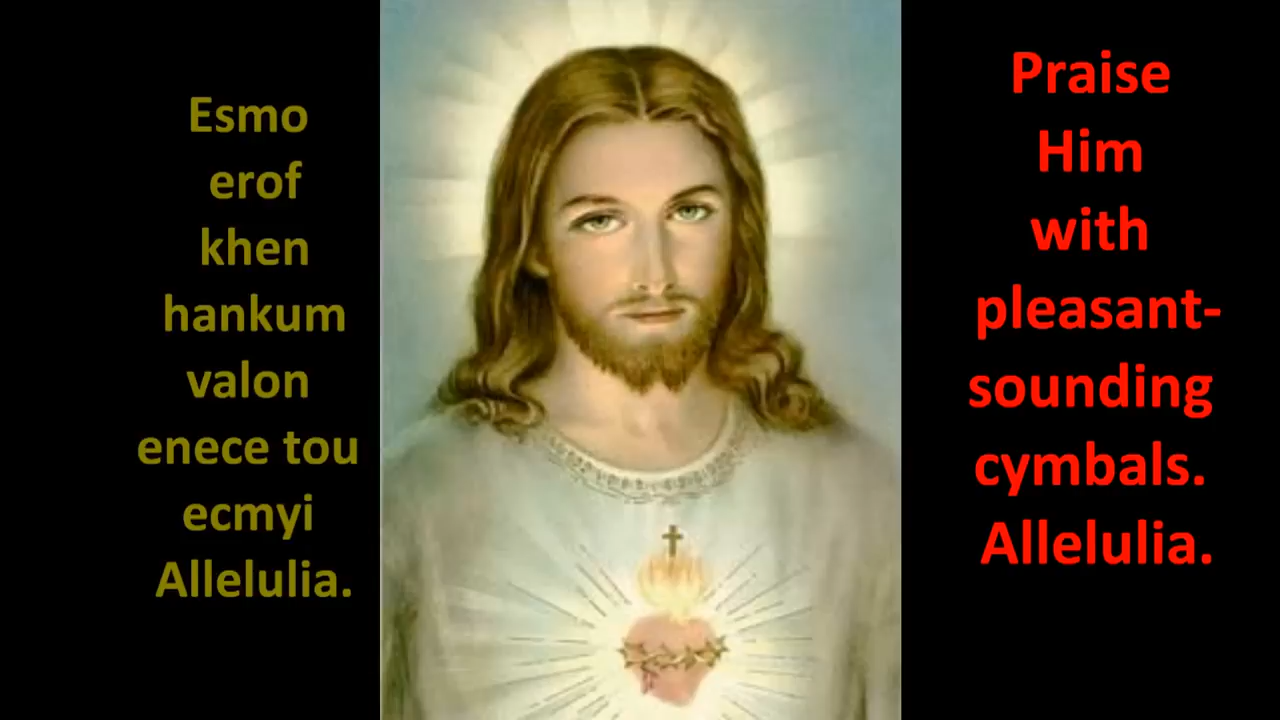 Esmo
erof
khen
hankum
valon
enece tou
ecmyi
Allelulia.
Praise
Him
with
pleasant-
sounding
cymbals.
Allelulia.